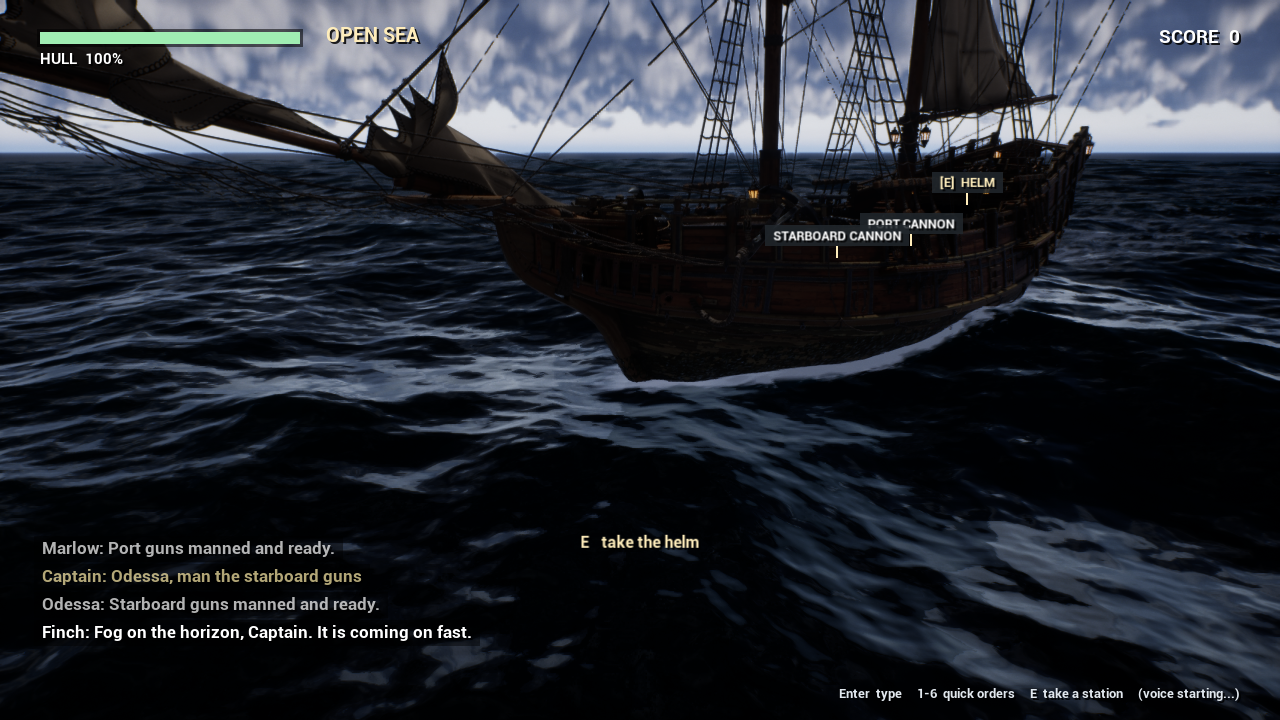 OPEN SEA
SCORE 0
HULL 100%
[E] HELM
PORT CANNON
STARBOARD CANNON
E take the helm
Marlow: Port guns manned and ready.
Captain: Odessa, man the starboard guns
Odessa: Starboard guns manned and ready.
Finch: Fog on the horizon, Captain. It is coming on fast.
Enter type 1-6 quick orders E take a station (voice starting...)